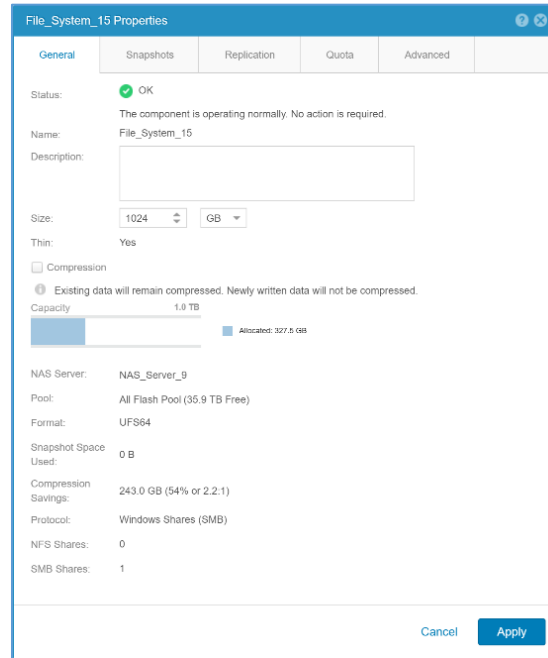 File_System_15 Properties
General Snapshots Replication Quota Advanced
Status: OK
The component is operating normally. No action is required.
Name: File_System_15
Description:
Size: 1024 GB
Thin: Yes
Compression
Existing data will remain compressed. Newly written data will not be compressed.
Capacity 1.0 TB
Allocated: 327.5 GB
NAS Server: NAS_Server_9
Pool: All Flash Pool (35.9 TB Free)
Format: UFS64
Snapshot Space
Used: 0 B
Compression
Savings: 243.0 GB (54% or 2.2:1)
Protocol: Windows Shares (SMB)
NFS Shares: 0
SMB Shares: 1
Cancel Apply